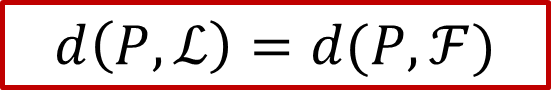 𝑑(𝑃, ℒ) = 𝑑(𝑃, ℱ)